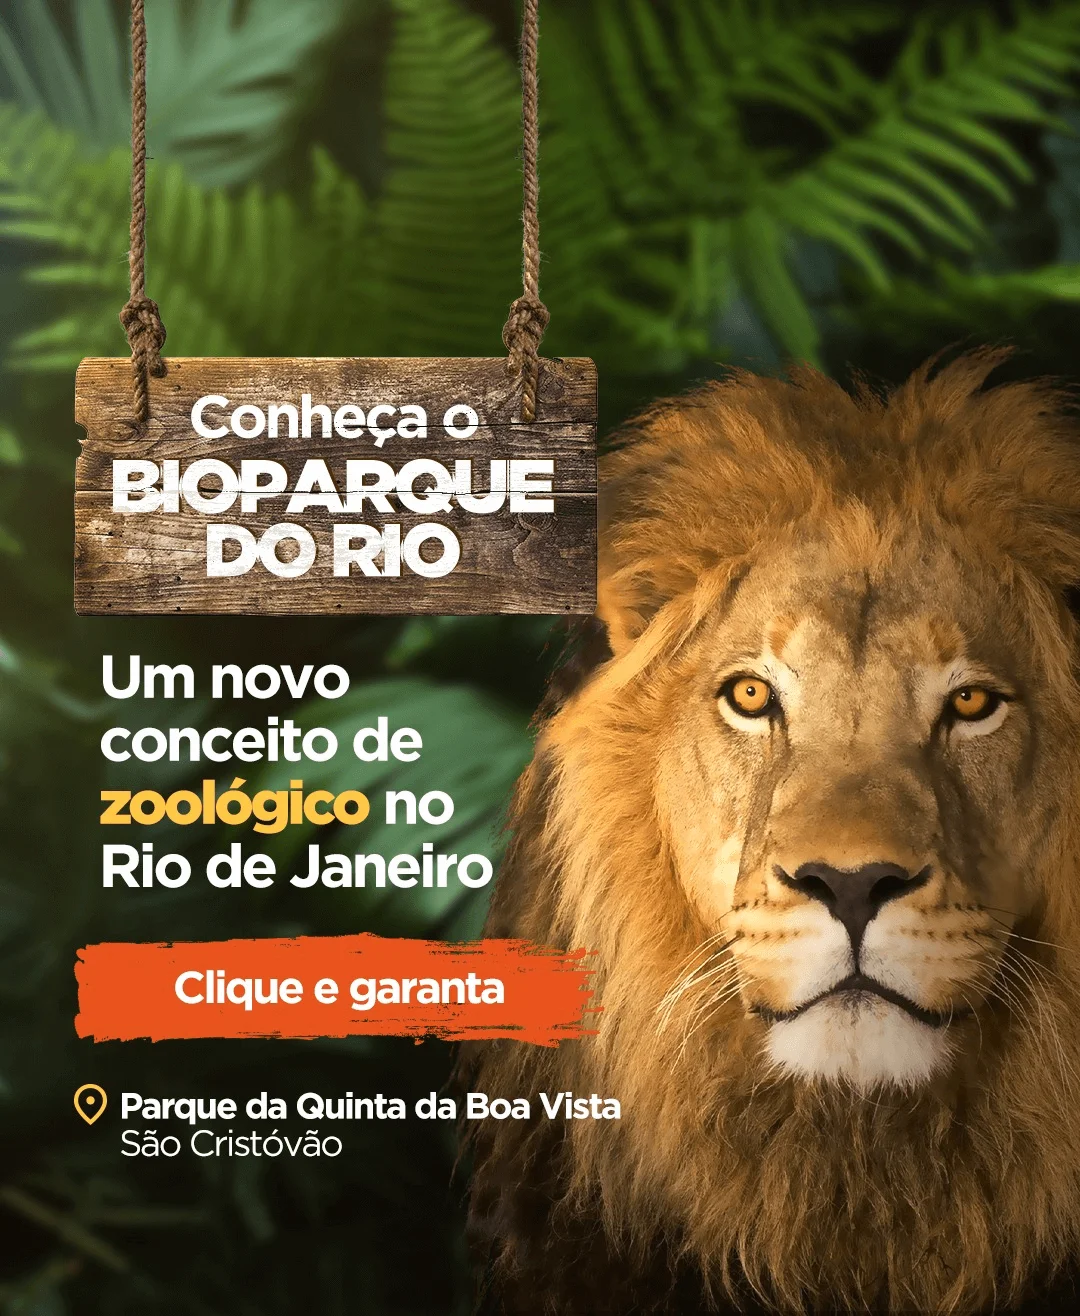 Conheça o
BIOPARQUE
DO RIO
Um novo
conceito de
zoológico no
Rio de Janeiro
Clique e garanta
Parque da Quinta da Boa Vista
São Cristóvão